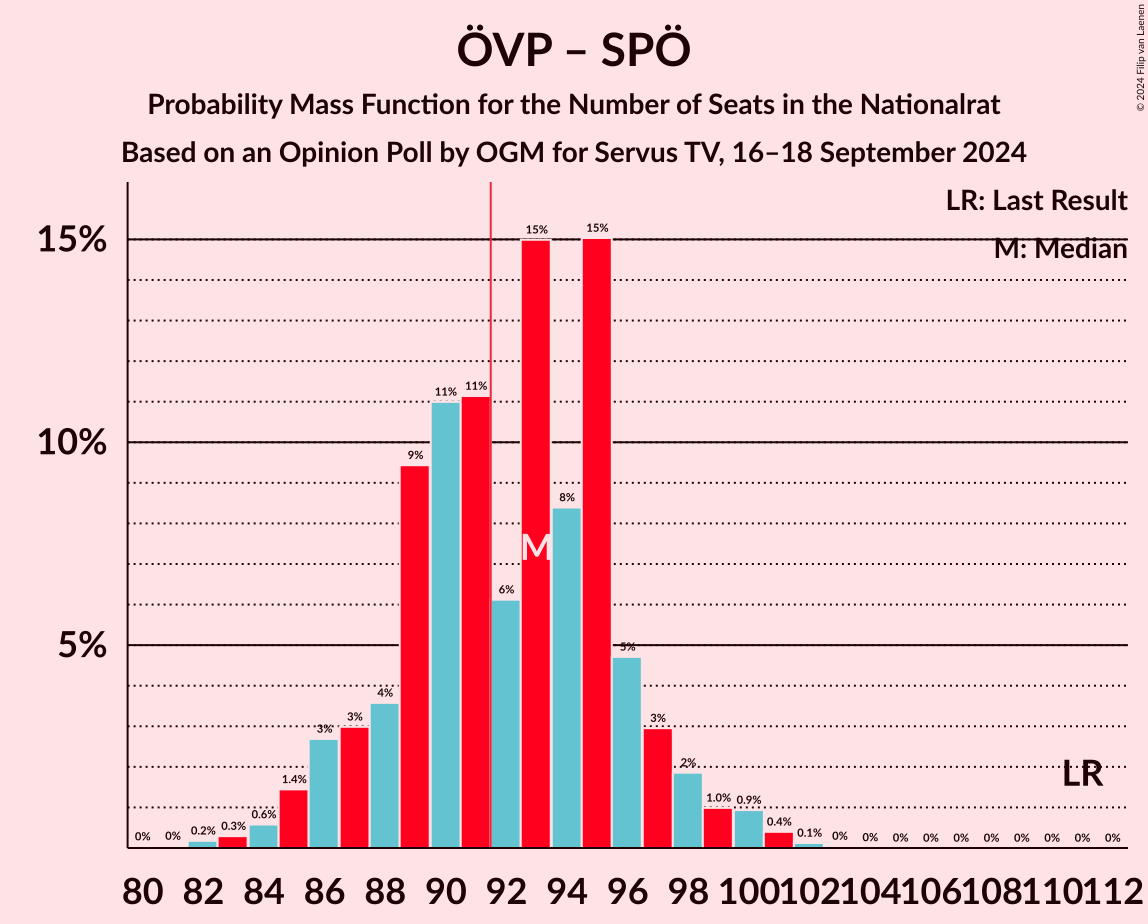 ÖVP – SPÖ
Probability Mass Function for the Number of Seats in the Nationalrat
Based on an Opinion Poll by OGM for Servus TV, 16–18 September 2024
© 2024 Filip van Laenen
LR: Last Result
M: Median
15%
10%
5%
0% 0% 0.2% 0.3% 0.6% 1.4% 3% 3% 4% 9% 11% 11% 6% 15% 8% 15% 5% 3% 2% 1.0% 0.9% 0.4% 0.1% 0% 0% 0% 0% 0% 0% 0% 0% 0% 0%
M
LR
80 82 84 86 88 90 92 94 96 98 100 102 104 106 108 110 112